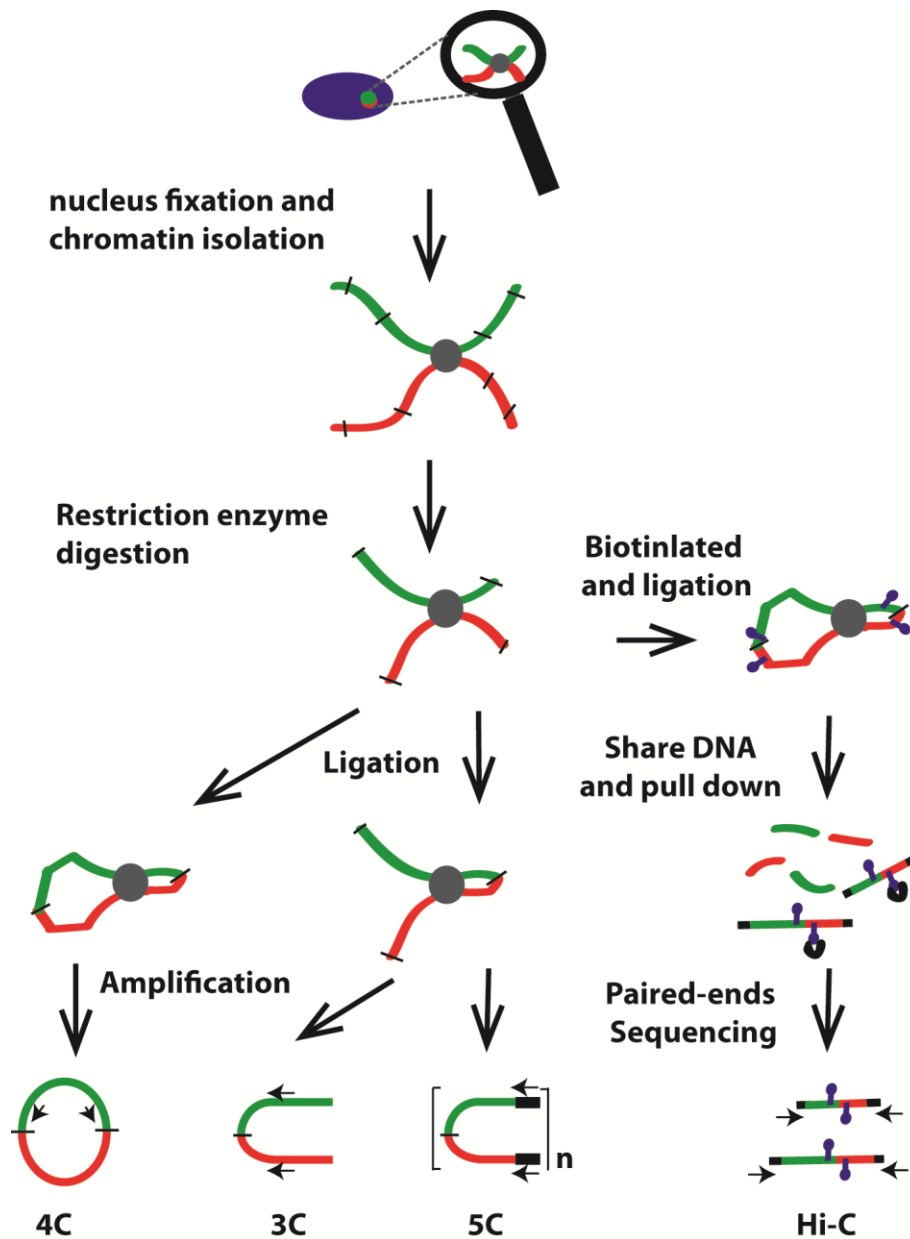 nucleus fixation and
chromatin isolation
Restriction enzyme
digestion
Biotinlated
and ligation
Ligation
Share DNA
and pull down
Amplification
Paired-ends
Sequencing
n
4C
3C
5C
Hi-C